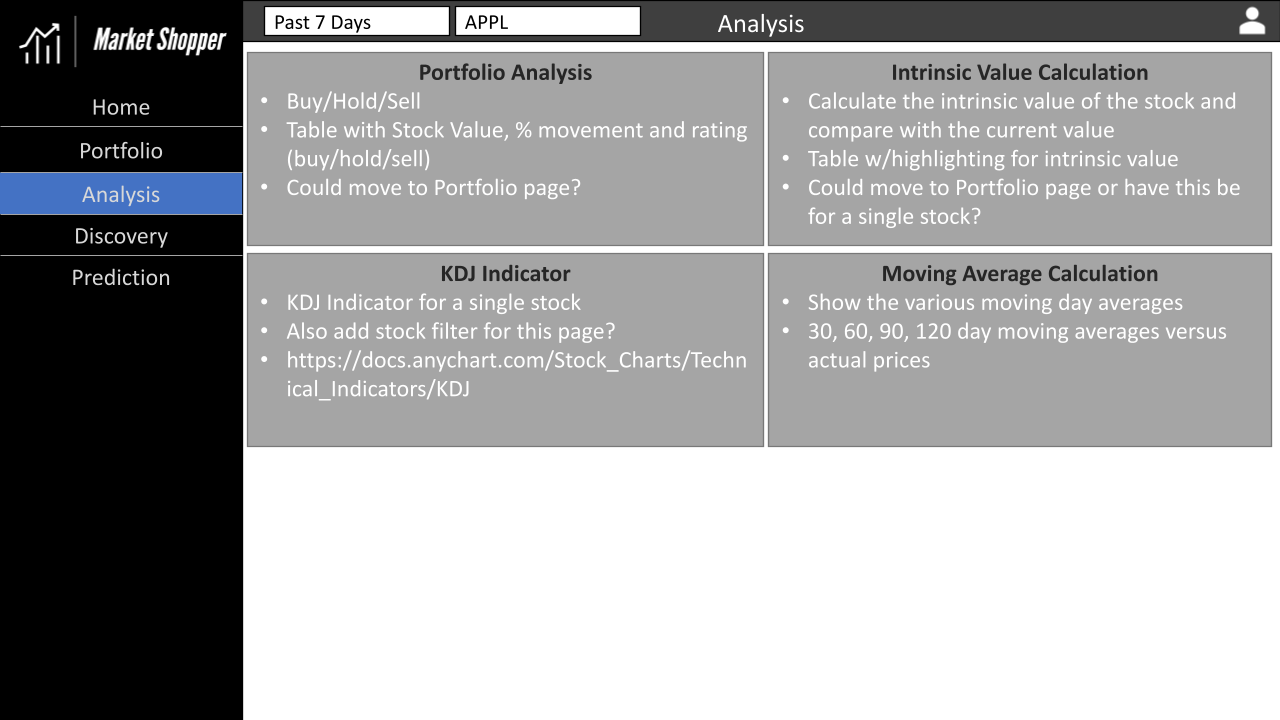 Market Shopper
Past 7 Days
APPL
Analysis
Home
Portfolio
Analysis
Discovery
Prediction
Portfolio Analysis
• Buy/Hold/Sell
• Table with Stock Value, % movement and rating
(buy/hold/sell)
• Could move to Portfolio page?
Intrinsic Value Calculation
• Calculate the intrinsic value of the stock and
compare with the current value
• Table w/highlighting for intrinsic value
• Could move to Portfolio page or have this be
for a single stock?
KDJ Indicator
• KDJ Indicator for a single stock
• Also add stock filter for this page?
• https://docs.anychart.com/Stock_Charts/Techn
ical_Indicators/KDJ
Moving Average Calculation
• Show the various moving day averages
• 30, 60, 90, 120 day moving averages versus
actual prices